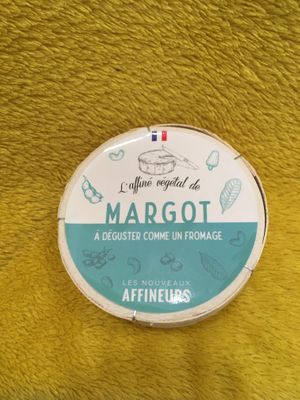 L'affiné végétal de
MARGOT
À DÉGUSTER COMME UN FROMAGE
LES NOUVEAUX
AFFINEURS